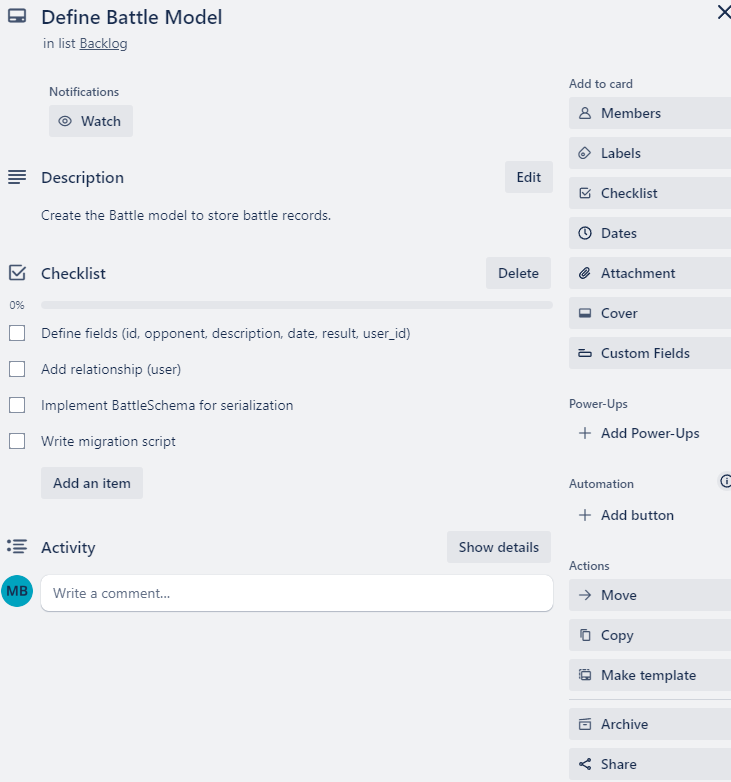 Define Battle Model
in list Backlog
Notifications
Watch
Description
Edit
Create the Battle model to store battle records.
Checklist
Delete
0%
Define fields (id, opponent, description, date, result, user_id)
Add relationship (user)
Implement BattleSchema for serialization
Write migration script
Add an item
Activity
Show details
MB
Write a comment…
Add to card
Members
Labels
Checklist
Dates
Attachment
Cover
Custom Fields
Power-Ups
Add Power-Ups
Automation
Add button
Actions
Move
Copy
Make template
Archive
Share